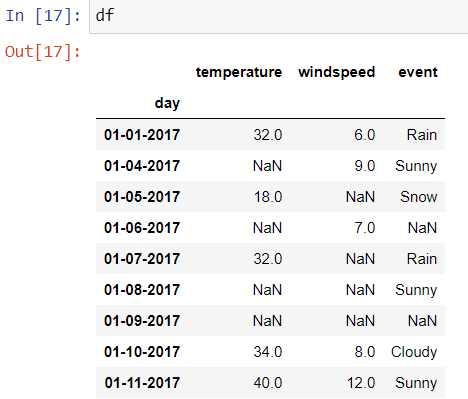 In [17]: df
Out[17]:
temperature windspeed event
day
01-01-2017 32.0 6.0 Rain
01-04-2017 NaN 9.0 Sunny
01-05-2017 18.0 NaN Snow
01-06-2017 NaN 7.0 NaN
01-07-2017 32.0 NaN Rain
01-08-2017 NaN NaN Sunny
01-09-2017 NaN NaN NaN
01-10-2017 34.0 8.0 Cloudy
01-11-2017 40.0 12.0 Sunny